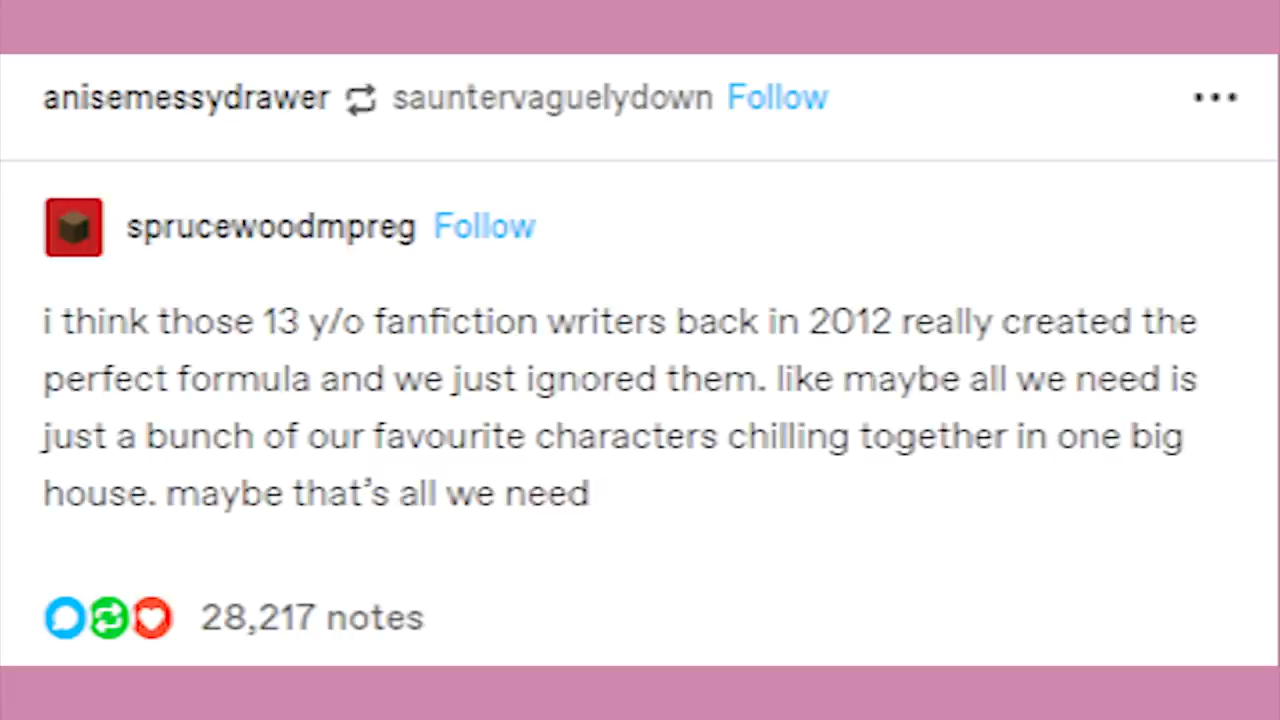 anisemessydrawer sauntervaguelydown Follow
sprucewoodmpreg Follow
i think those 13 y/o fanfiction writers back in 2012 really created the
perfect formula and we just ignored them. like maybe all we need is
just a bunch of our favourite characters chilling together in one big
house. maybe that's all we need
28,217 notes